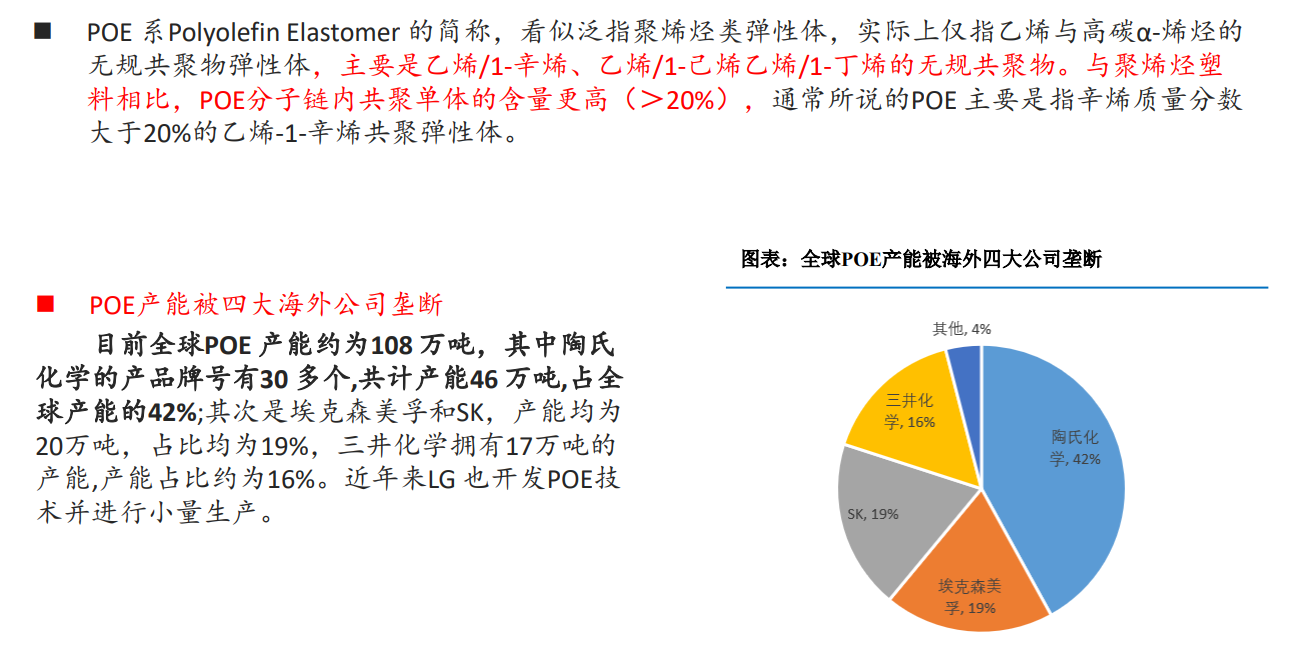 POE 系Polyolefin Elastomer 的简称，看似泛指聚烯烃类弹性体，实际上仅指乙烯与高碳α-烯烃的
无规共聚物弹性体，主要是乙烯/1-辛烯、乙烯/1-己烯乙烯/1-丁烯的无规共聚物。与聚烯烃塑
料相比，POE分子链内共聚单体的含量更高（＞20%），通常所说的POE 主要是指辛烯质量分数
大于20%的乙烯-1-辛烯共聚弹性体。
POE产能被四大海外公司垄断
目前全球POE 产能约为108 万吨，其中陶氏
化学的产品牌号有30 多个,共计产能46 万吨,占全
球产能的42%;其次是埃克森美孚和SK，产能均为
20万吨，占比均为19%，三井化学拥有17万吨的
产能,产能占比约为16%。近年来LG 也开发POE技
术并进行小量生产。
图表：全球POE产能被海外四大公司垄断
其他, 4%
三井化
学, 16%
陶氏化
学, 42%
SK, 19%
埃克森美
孚, 19%